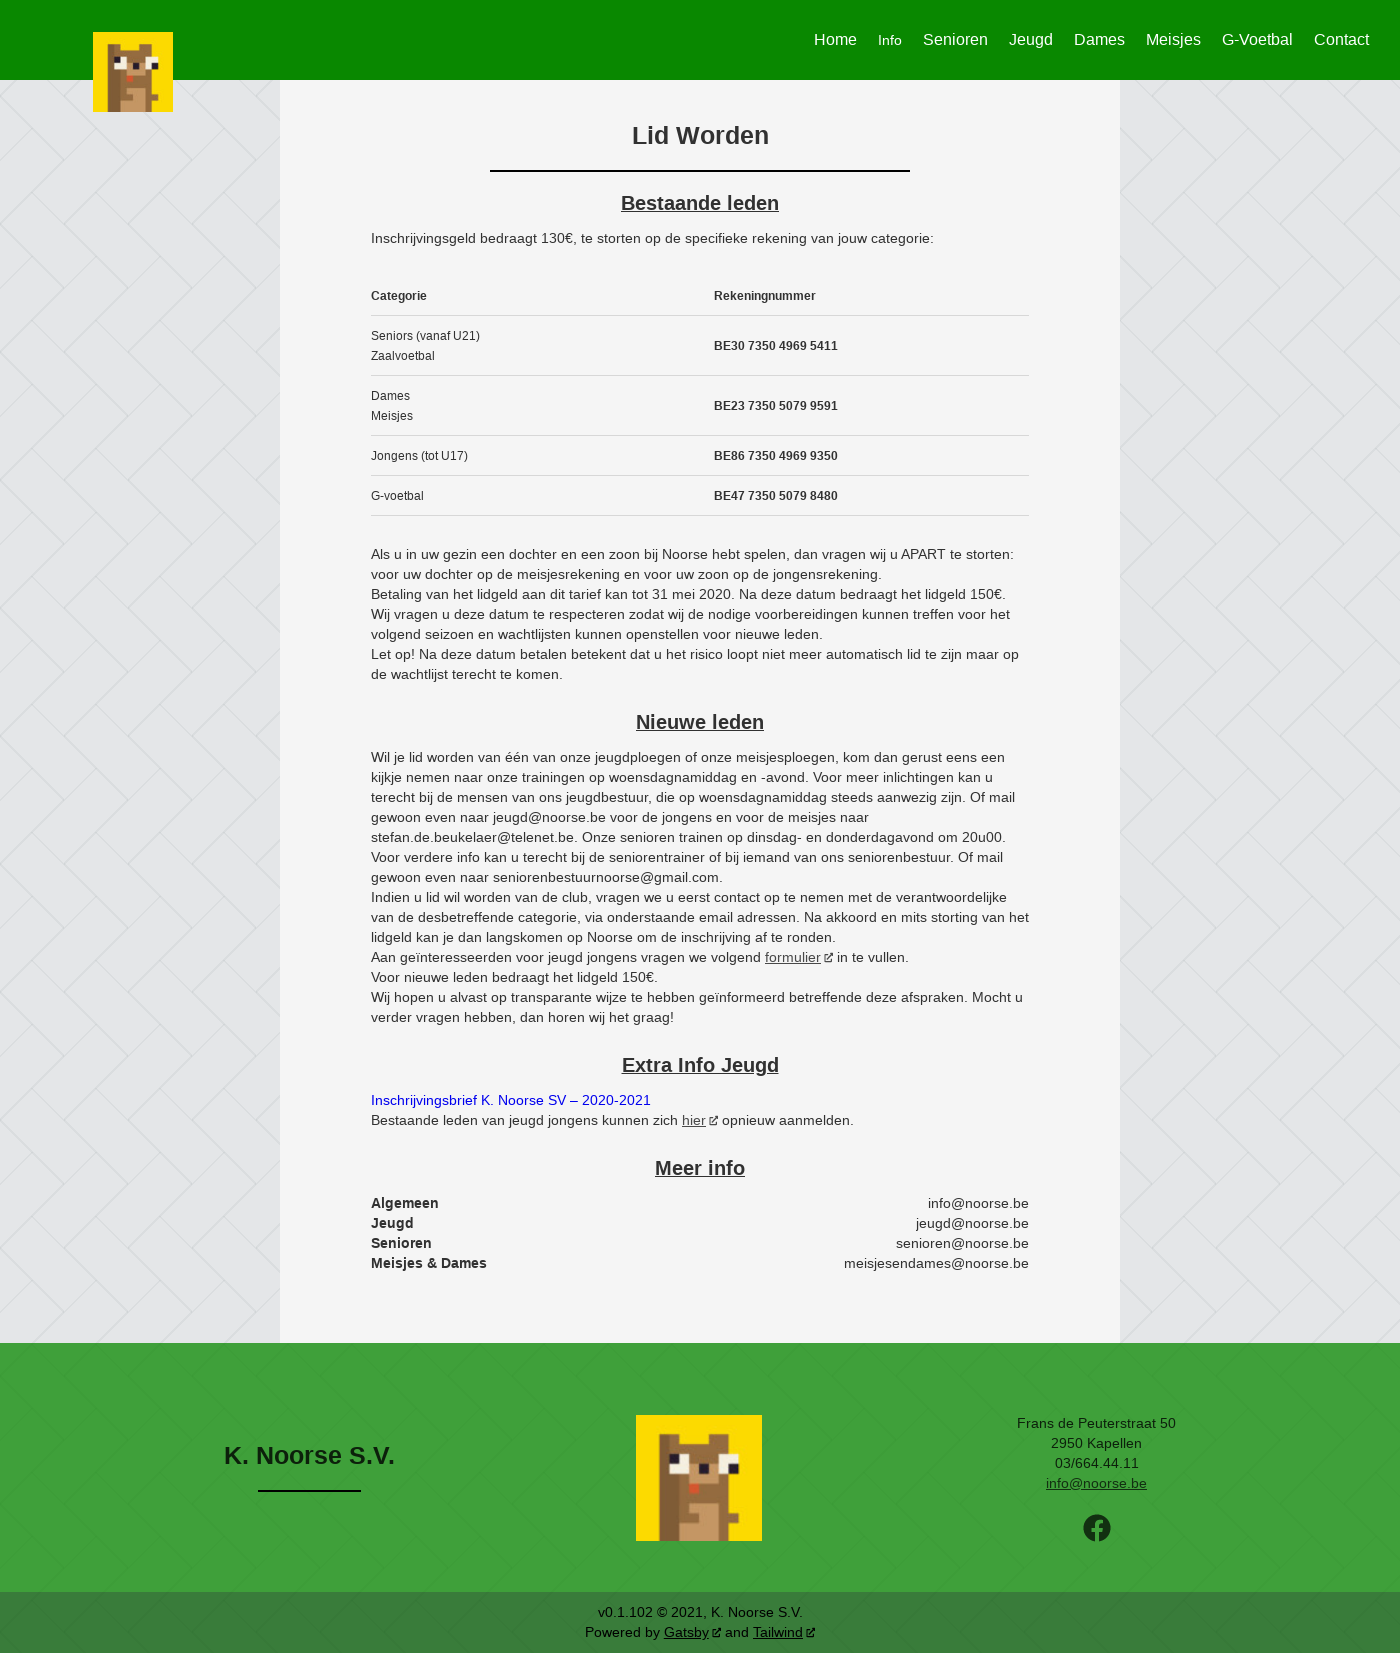 Home Info Senioren Jeugd Dames Meisjes G-Voetbal Contact
Lid Worden
Bestaande leden
Inschrijvingsgeld bedraagt 130€, te storten op de specifieke rekening van jouw categorie:
Categorie Rekeningnummer
Seniors (vanaf U21)
Zaalvoetbal
BE30 7350 4969 5411
Dames
Meisjes
BE23 7350 5079 9591
Jongens (tot U17) BE86 7350 4969 9350
G-voetbal BE47 7350 5079 8480
Als u in uw gezin een dochter en een zoon bij Noorse hebt spelen, dan vragen wij u APART te storten:
voor uw dochter op de meisjesrekening en voor uw zoon op de jongensrekening.
Betaling van het lidgeld aan dit tarief kan tot 31 mei 2020. Na deze datum bedraagt het lidgeld 150€.
Wij vragen u deze datum te respecteren zodat wij de nodige voorbereidingen kunnen treffen voor het
volgend seizoen en wachtlijsten kunnen openstellen voor nieuwe leden.
Let op! Na deze datum betalen betekent dat u het risico loopt niet meer automatisch lid te zijn maar op
de wachtlijst terecht te komen.
Nieuwe leden
Wil je lid worden van één van onze jeugdploegen of onze meisjesploegen, kom dan gerust eens een
kijkje nemen naar onze trainingen op woensdagnamiddag en -avond. Voor meer inlichtingen kan u
terecht bij de mensen van ons jeugdbestuur, die op woensdagnamiddag steeds aanwezig zijn. Of mail
gewoon even naar jeugd@noorse.be voor de jongens en voor de meisjes naar
stefan.de.beukelaer@telenet.be. Onze senioren trainen op dinsdag- en donderdagavond om 20u00.
Voor verdere info kan u terecht bij de seniorentrainer of bij iemand van ons seniorenbestuur. Of mail
gewoon even naar seniorenbestuurnoorse@gmail.com.
Indien u lid wil worden van de club, vragen we u eerst contact op te nemen met de verantwoordelijke
van de desbetreffende categorie, via onderstaande email adressen. Na akkoord en mits storting van het
lidgeld kan je dan langskomen op Noorse om de inschrijving af te ronden.
Aan geïnteresseerden voor jeugd jongens vragen we volgend formulier in te vullen.
Voor nieuwe leden bedraagt het lidgeld 150€.
Wij hopen u alvast op transparante wijze te hebben geïnformeerd betreffende deze afspraken. Mocht u
verder vragen hebben, dan horen wij het graag!
Extra Info Jeugd
Inschrijvingsbrief K. Noorse SV – 2020-2021
Bestaande leden van jeugd jongens kunnen zich hier opnieuw aanmelden.
Meer info
Algemeen info@noorse.be
Jeugd jeugd@noorse.be
Senioren senioren@noorse.be
Meisjes & Dames meisjesendames@noorse.be
K. Noorse S.V.
Frans de Peuterstraat 50
2950 Kapellen
03/664.44.11
info@noorse.be
v0.1.102 © 2021, K. Noorse S.V.
Powered by Gatsby and Tailwind